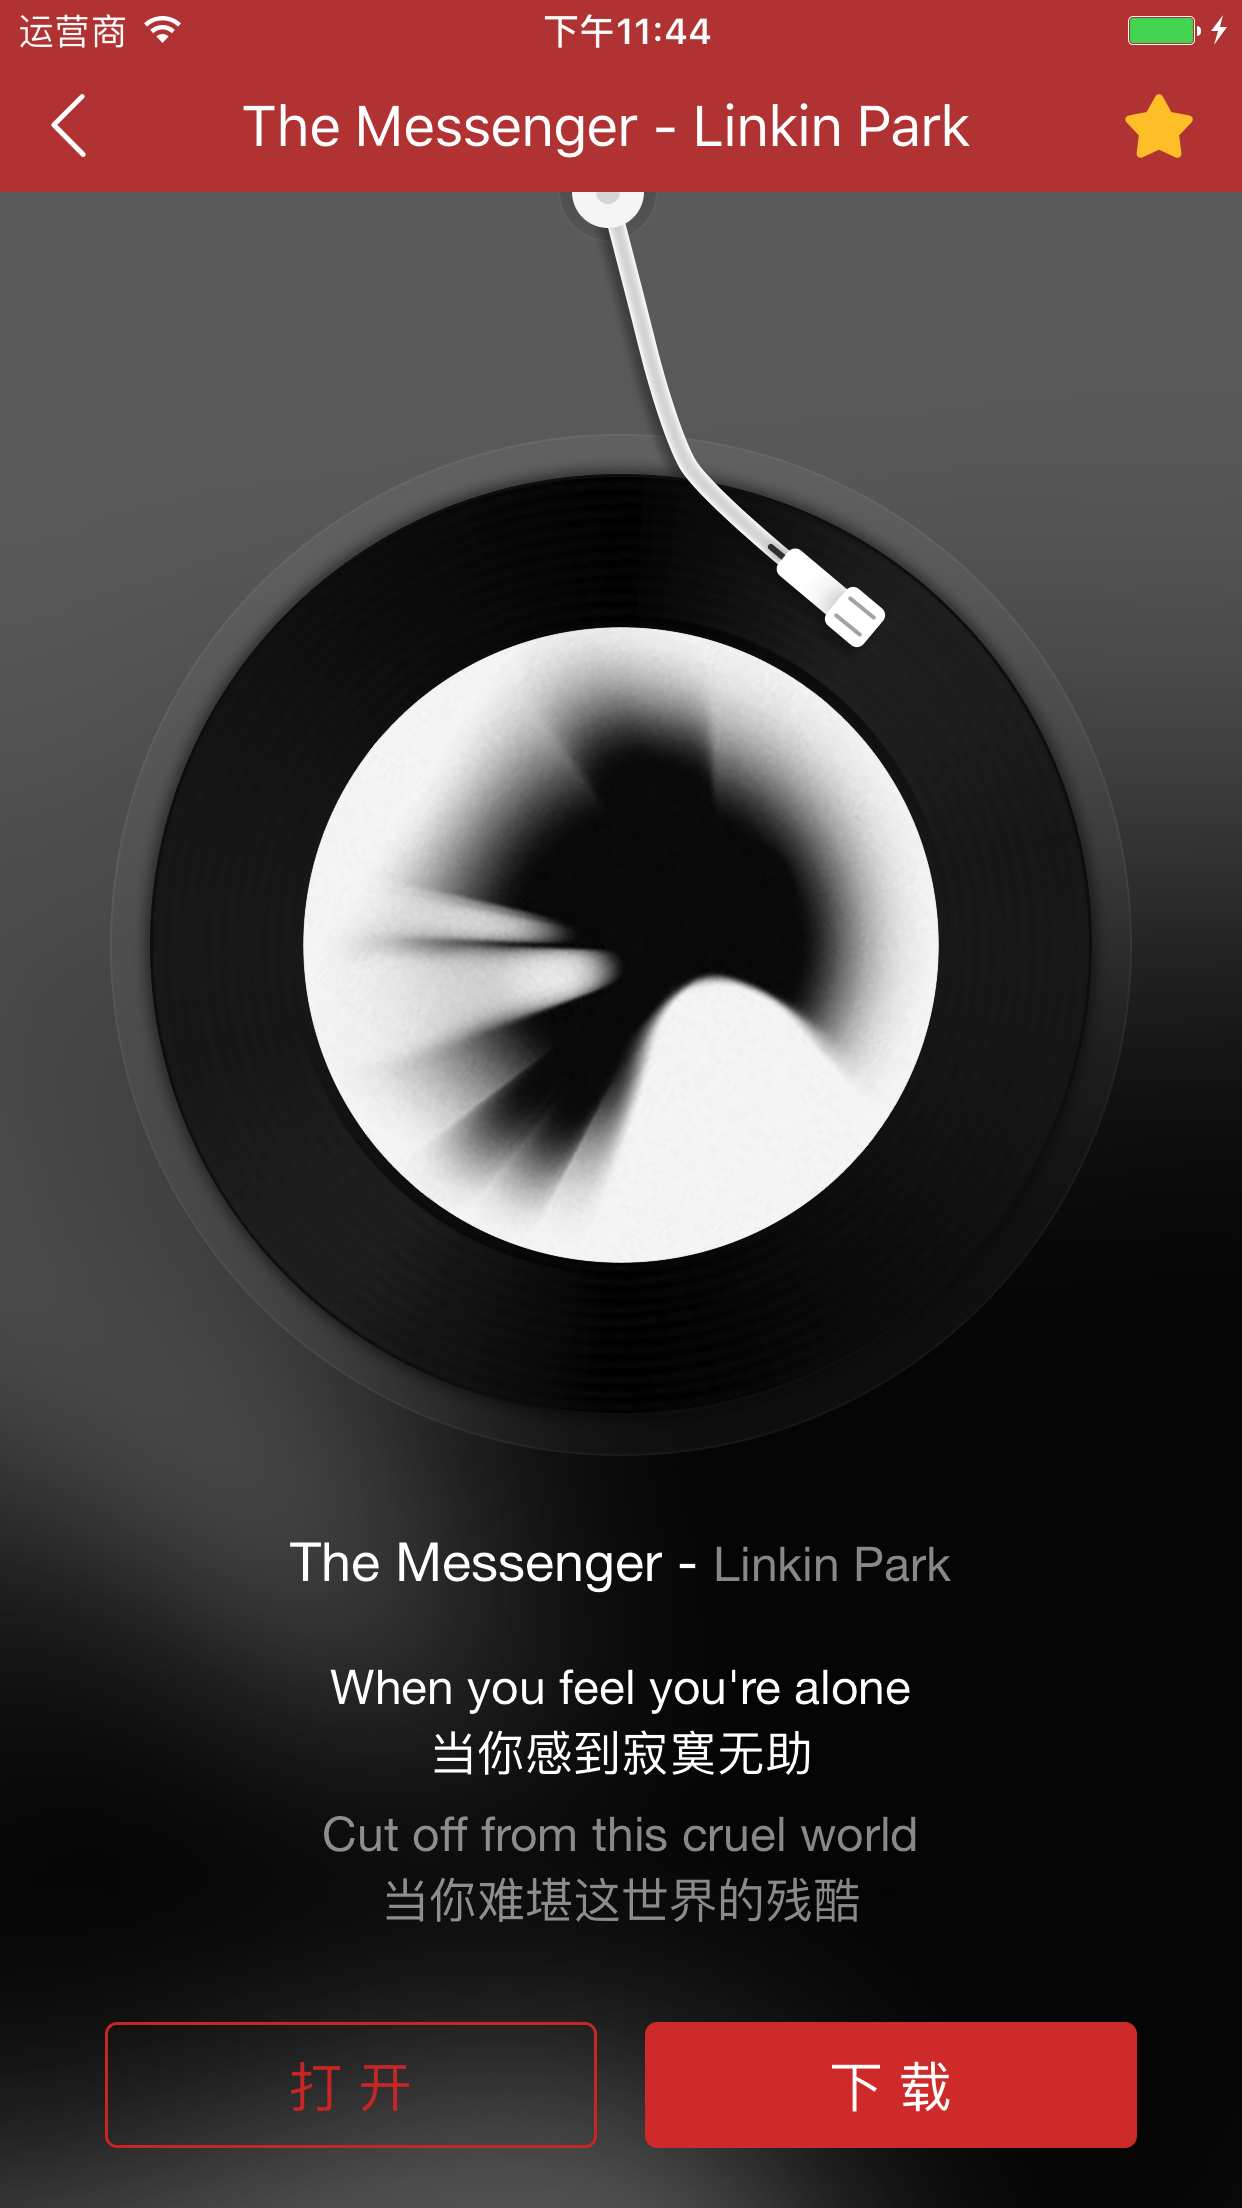 运营商 下午11:44
The Messenger - Linkin Park
The Messenger - Linkin Park
When you feel you're alone
当你感到寂寞无助
Cut off from this cruel world
当你难堪这世界的残酷
打 开 下 载